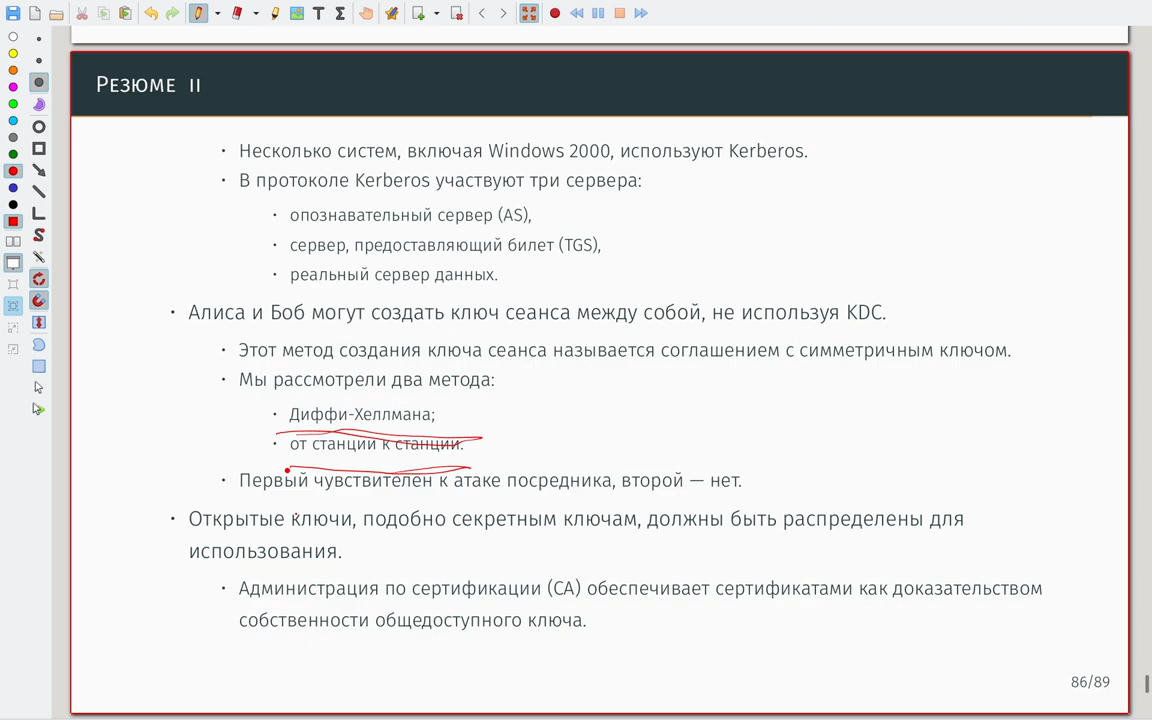 Резюме II
• Несколько систем, включая Windows 2000, используют Kerberos.
• В протоколе Kerberos участвуют три сервера:
• опознавательный сервер (AS),
• сервер, предоставляющий билет (TGS),
• реальный сервер данных.
• Алиса и Боб могут создать ключ сеанса между собой, не используя KDC.
• Этот метод создания ключа сеанса называется соглашением с симметричным ключом.
• Мы рассмотрели два метода:
• Диффи-Хеллмана;
• от станции к станции.
• Первый чувствителен к атаке посредника, второй — нет.
• Открытые ключи, подобно секретным ключам, должны быть распределены для
использования.
• Администрация по сертификации (CA) обеспечивает сертификатами как доказательством
собственности общедоступного ключа.
86/89